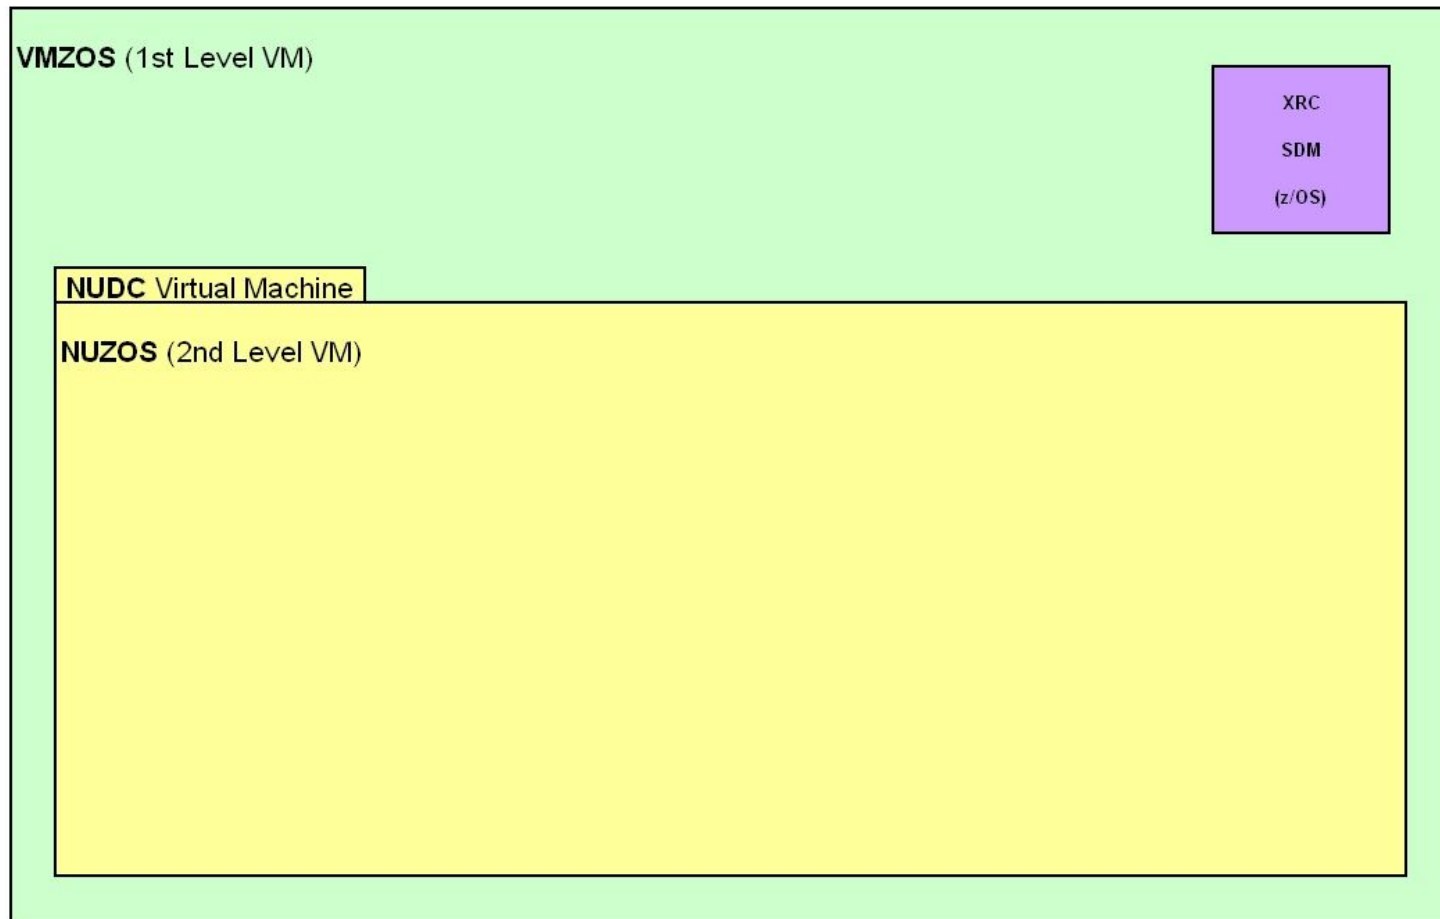 VMZOS (1st Level VM)
XRC
SDM
(z/OS)
NUDC Virtual Machine
NUZOS (2nd Level VM)